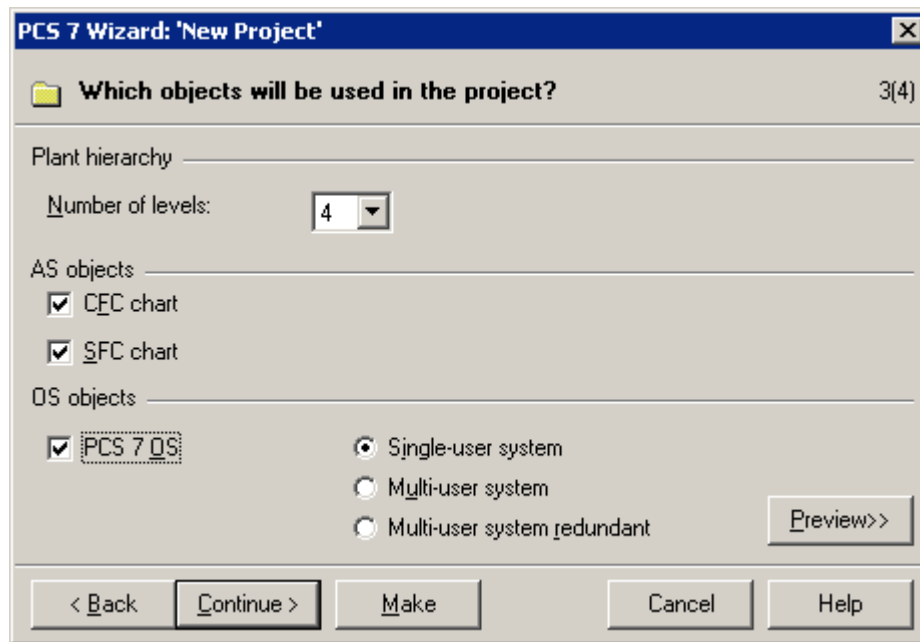 PCS 7 Wizard: 'New Project'
Which objects will be used in the project? 3(4)
Plant hierarchy
Number of levels: 4
AS objects
CFC chart
SFC chart
OS objects
PCS 7 OS Single-user system
Multi-user system
Multi-user system redundant
Preview>>
< Back Continue > Make Cancel Help